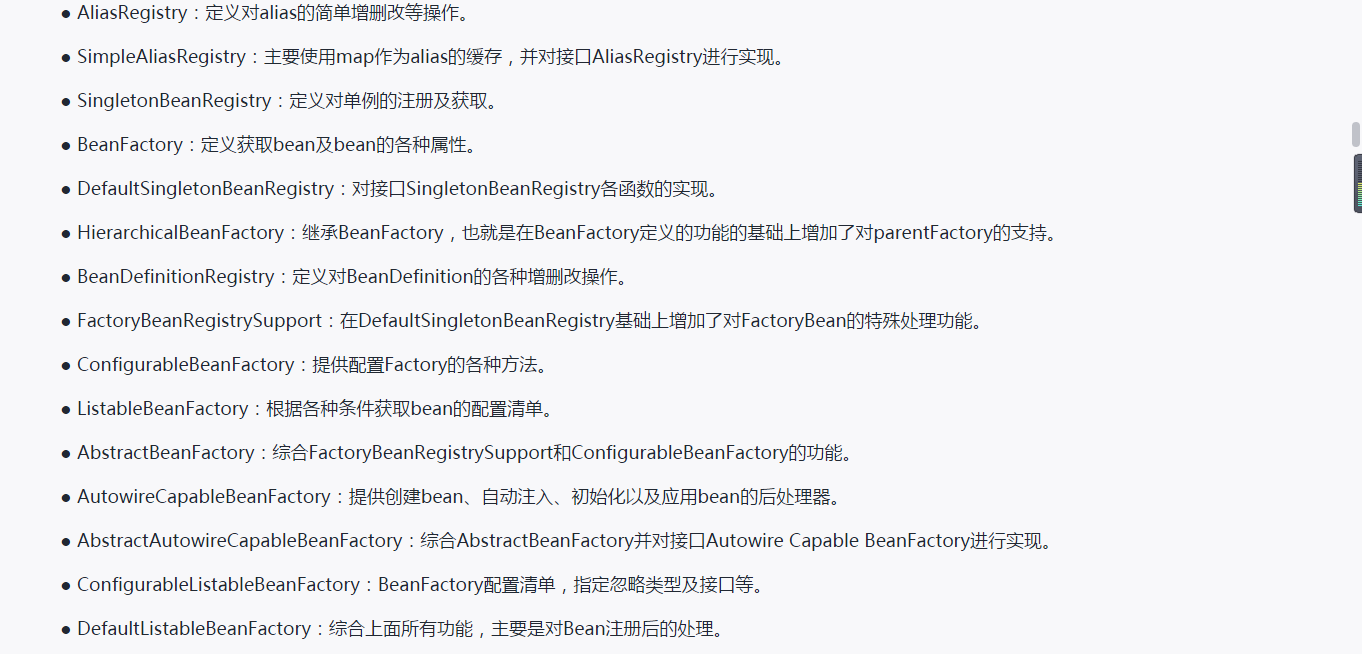 ● AliasRegistry：定义对alias的简单增删改等操作。
● SimpleAliasRegistry：主要使用map作为alias的缓存，并对接口AliasRegistry进行实现。
● SingletonBeanRegistry：定义对单例的注册及获取。
● BeanFactory：定义获取bean及bean的各种属性。
● DefaultSingletonBeanRegistry：对接口SingletonBeanRegistry各函数的实现。
● HierarchicalBeanFactory：继承BeanFactory，也就是在BeanFactory定义的功能的基础上增加了对parentFactory的支持。
● BeanDefinitionRegistry：定义对BeanDefinition的各种增删改操作。
● FactoryBeanRegistrySupport：在DefaultSingletonBeanRegistry基础上增加了对FactoryBean的特殊处理功能。
● ConfigurableBeanFactory：提供配置Factory的各种方法。
● ListableBeanFactory：根据各种条件获取bean的配置清单。
● AbstractBeanFactory：综合FactoryBeanRegistrySupport和ConfigurableBeanFactory的功能。
● AutowireCapableBeanFactory：提供创建bean、自动注入、初始化以及应用bean的后处理器。
● AbstractAutowireCapableBeanFactory：综合AbstractBeanFactory并对接口Autowire Capable BeanFactory进行实现。
● ConfigurableListableBeanFactory：BeanFactory配置清单，指定忽略类型及接口等。
● DefaultListableBeanFactory：综合上面所有功能，主要是对Bean注册后的处理。